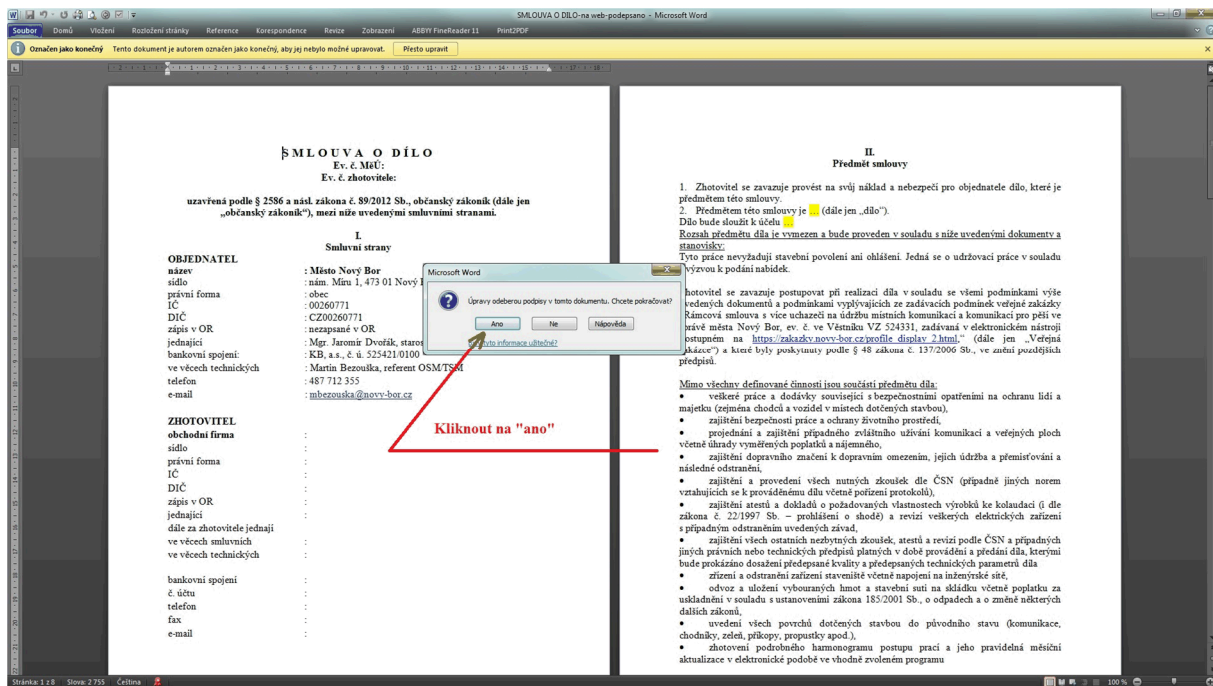 SMLOUVA O DILO-na web-podepsano - Microsoft Word
Soubor Domů Vložení Rozložení stránky Reference Korespondence Revize Zobrazení ABBYY FineReader 11 Print2PDF
Označen jako konečný Tento dokument je autorem označen jako konečný, aby jej nebylo možné upravovat. Přesto upravit
SMLOUVA O DÍLO
Ev. č. MěÚ:
Ev. č. zhotovitele:
uzavřená podle § 2586 a násl. zákona č. 89/2012 Sb., občanský zákoník (dále jen
„občanský zákoník“), mezi níže uvedenými smluvními stranami.
I.
Smluvní strany
OBJEDNATEL
název : Město Nový Bor
sídlo : nám. Míru 1, 473 01 Nový
právní forma : obec
IČ : 00260771
DIČ : CZ00260771
zápis v OR : nezapsané v OR
jednající : Mgr. Jaromír Dvořák, staros
bankovní spojení: : KB, a.s., č. ú. 525421/0100
ve věcech technických : Martin Bezouška, referent OSM/TSM
telefon : 487 712 355
e-mail : mbezouska@novy-bor.cz
ZHOTOVITEL
obchodní firma :
sídlo :
právní forma :
IČ :
DIČ :
zápis v OR :
jednající :
dále za zhotovitele jednají
ve věcech smluvních :
ve věcech technických :
bankovní spojení :
č. účtu :
telefon :
fax :
e-mail :
Microsoft Word
Úpravy odeberou podpisy v tomto dokumentu. Chcete pokračovat?
Ano Ne Nápověda
tyto informace užitečné?
Kliknout na "ano"
II.
Předmět smlouvy
1. Zhotovitel se zavazuje provést na svůj náklad a nebezpečí pro objednatele dílo, které je
předmětem této smlouvy.
2. Předmětem této smlouvy je ... (dále jen „dílo“).
Dílo bude sloužit k účelu ...
Rozsah předmětu díla je vymezen a bude proveden v souladu s níže uvedenými dokumenty a
stanovisky:
Tyto práce nevyžadují stavební povolení ani ohlášení. Jedná se o udržovací práce v souladu
výzvou k podání nabídek.
hotovitel se zavazuje postupovat při realizaci díla v souladu se všemi podmínkami výše
vedených dokumentů a podmínkami vyplývajících ze zadávacích podmínek veřejné zakázky
Rámcová smlouva s více uchazeči na údržbu místních komunikací a komunikací pro pěší ve
právě města Nový Bor, ev. č. ve Věstníku VZ 524331, zadávaná v elektronickém nástroji
ostupném na https://zakazky.novy-bor.cz/profile_display_2.html,“ (dále jen „Veřejná
akázce“) a které byly poskytnuty podle § 48 zákona č. 137/2006 Sb., ve znění pozdějších
předpisů.
Mimo všechny definované činnosti jsou součástí předmětu díla:
• veškeré práce a dodávky související s bezpečnostními opatřeními na ochranu lidí a
majetku (zejména chodců a vozidel v místech dotčených stavbou),
• zajištění bezpečnosti práce a ochrany životního prostředí,
• projednání a zajištění případného zvláštního užívání komunikací a veřejných ploch
včetně úhrady vyměřených poplatků a nájemného,
• zajištění dopravního značení k dopravním omezením, jejich údržba a přemisťování a
následné odstranění,
• zajištění a provedení všech nutných zkoušek dle ČSN (případně jiných norem
vztahujících se k prováděnému dílu včetně pořízení protokolů),
• zajištění atestů a dokladů o požadovaných vlastnostech výrobků ke kolaudaci (i dle
zákona č. 22/1997 Sb. – prohlášení o shodě) a revizí veškerých elektrických zařízení
s případným odstraněním uvedených závad,
• zajištění všech ostatních nezbytných zkoušek, atestů a revizí podle ČSN a případných
jiných právních nebo technických předpisů platných v době provádění a předání díla, kterými
bude prokázáno dosažení předepsané kvality a předepsaných technických parametrů díla
• zřízení a odstranění zařízení staveniště včetně napojení na inženýrské sítě,
• odvoz a uložení vybouraných hmot a stavební suti na skládku včetně poplatku za
uskladnění v souladu s ustanoveními zákona 185/2001 Sb., o odpadech a o změně některých
dalších zákonů,
• uvedení všech povrchů dotčených stavbou do původního stavu (komunikace,
chodníky, zeleň, příkopy, propustky apod.),
• zhotovení podrobného harmonogramu postupu prací a jeho pravidelná měsíční
aktualizace v elektronické podobě ve vhodně zvoleném programu
Stránka: 1 z 8 Slova: 2 755 Čeština 100 %